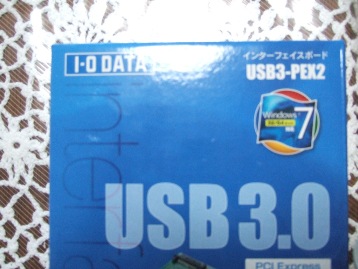 I-O DATA
インターフェイスボード
USB3-PEX2
Windows 7
USB 3.0
PCI Express
Interfa